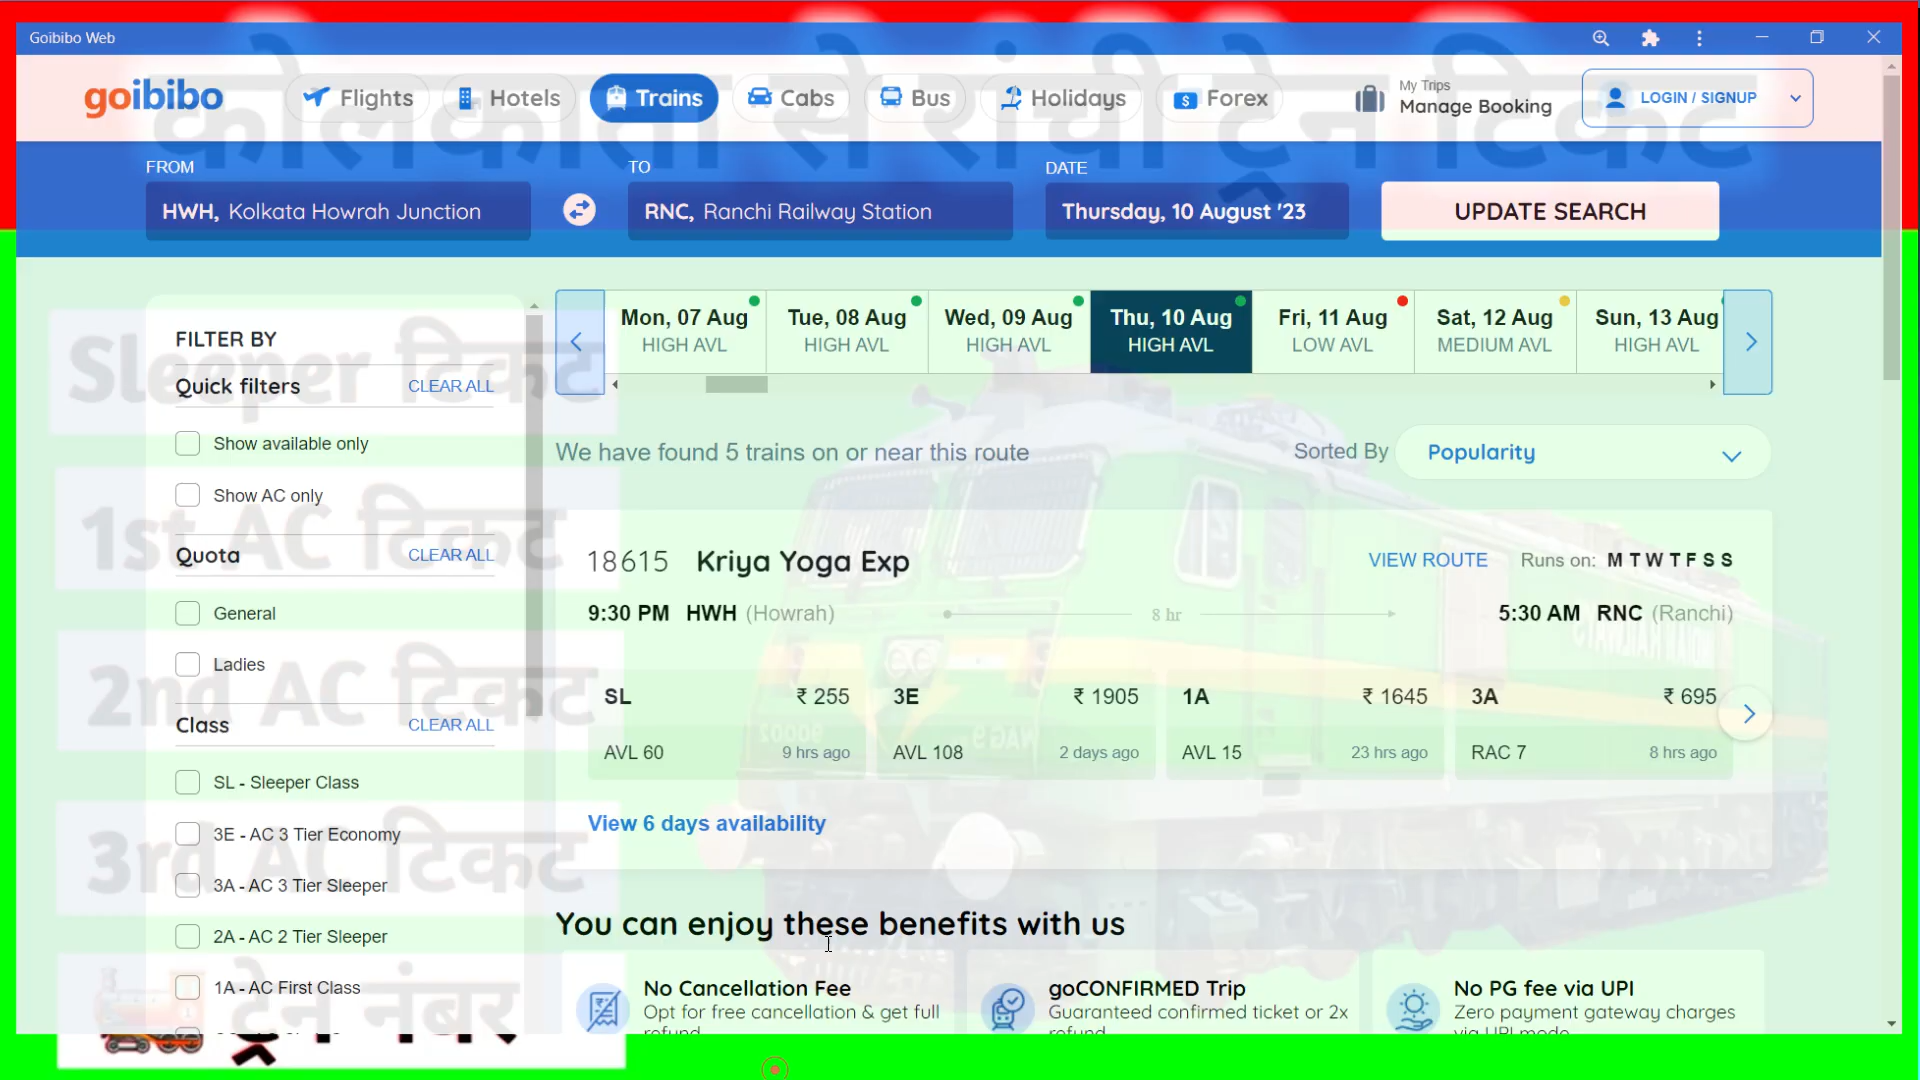 Goibibo Web
कोलकाता से रांची ट्रेन टिकट
goibibo
Flights
Hotels
Trains
Cabs
Bus
Holidays
Forex
My Trips
Manage Booking
LOGIN / SIGNUP
FROM
HWH, Kolkata Howrah Junction
TO
RNC, Ranchi Railway Station
DATE
Thursday, 10 August '23
UPDATE SEARCH
Sleeper टिकट
1st AC टिकट
2nd AC टिकट
3rd AC टिकट
ट्रेन नंबर
FILTER BY
Quick filters CLEAR ALL
Show available only
Show AC only
Quota CLEAR ALL
General
Ladies
Class CLEAR ALL
SL - Sleeper Class
3E - AC 3 Tier Economy
3A - AC 3 Tier Sleeper
2A - AC 2 Tier Sleeper
1A - AC First Class
Mon, 07 Aug
HIGH AVL
Tue, 08 Aug
HIGH AVL
Wed, 09 Aug
HIGH AVL
Thu, 10 Aug
HIGH AVL
Fri, 11 Aug
LOW AVL
Sat, 12 Aug
MEDIUM AVL
Sun, 13 Aug
HIGH AVL
We have found 5 trains on or near this route
Sorted By Popularity
18615 Kriya Yoga Exp
VIEW ROUTE Runs on: M T W T F S S
9:30 PM HWH (Howrah) 8 hr 5:30 AM RNC (Ranchi)
SL ₹ 255
AVL 60 9 hrs ago
3E ₹ 1905
AVL 108 2 days ago
1A ₹ 1645
AVL 15 23 hrs ago
3A ₹ 695
RAC 7 8 hrs ago
View 6 days availability
You can enjoy these benefits with us
No Cancellation Fee
Opt for free cancellation & get full
refund
goCONFIRMED Trip
Guaranteed confirmed ticket or 2x
refund
No PG fee via UPI
Zero payment gateway charges
via UPI mode